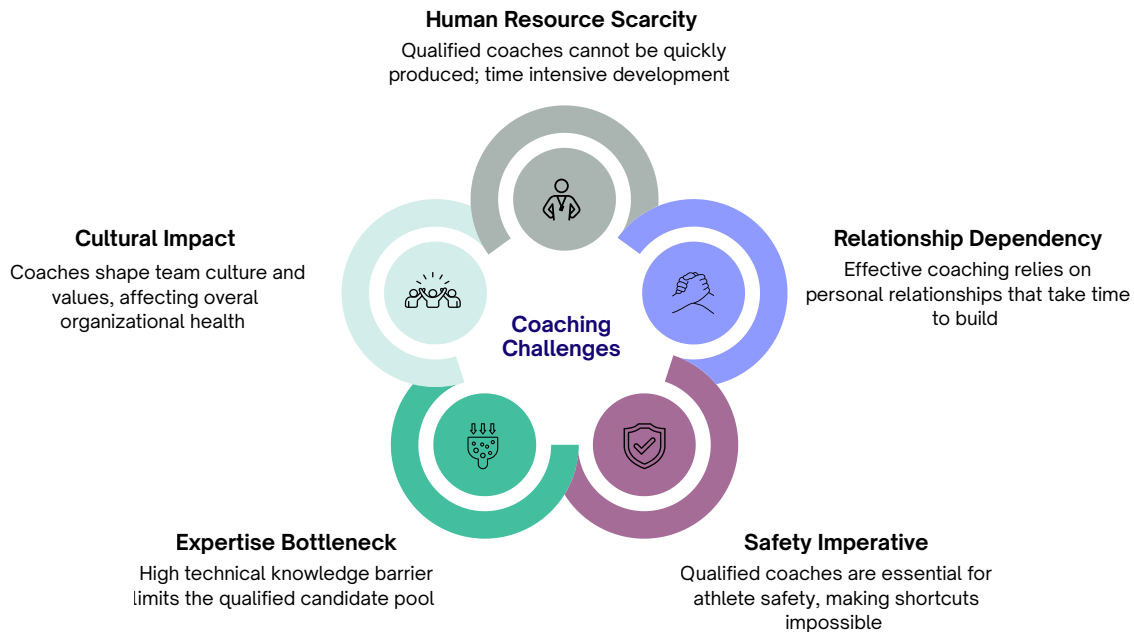 Human Resource Scarcity
Qualified coaches cannot be quickly
produced; time intensive development
Cultural Impact
Coaches shape team culture and
values, affecting overal
organizational health
Relationship Dependency
Effective coaching relies on
personal relationships that take time
to build
Coaching
Challenges
Expertise Bottleneck
High technical knowledge barrier
limits the qualified candidate pool
Safety Imperative
Qualified coaches are essential for
athlete safety, making shortcuts
impossible